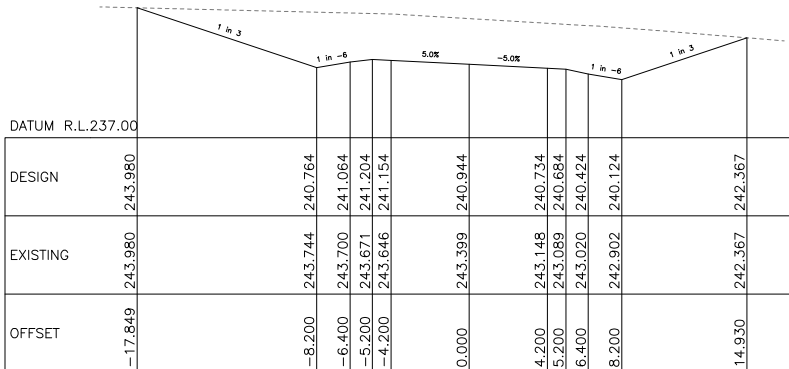 1 in 3
1 in -6
5.0%
-5.0%
1 in -6
1 in 3
DATUM R.L.237.00
DESIGN 243.980 240.764 241.064 241.204 241.154 240.944 240.734 240.684 240.424 240.124 242.367
EXISTING 243.980 243.744 243.700 243.671 243.646 243.399 243.148 243.089 243.020 242.902 242.367
OFFSET -17.849 -8.200 -6.400 -5.200 -4.200 0.000 4.200 5.200 6.400 8.200 14.930